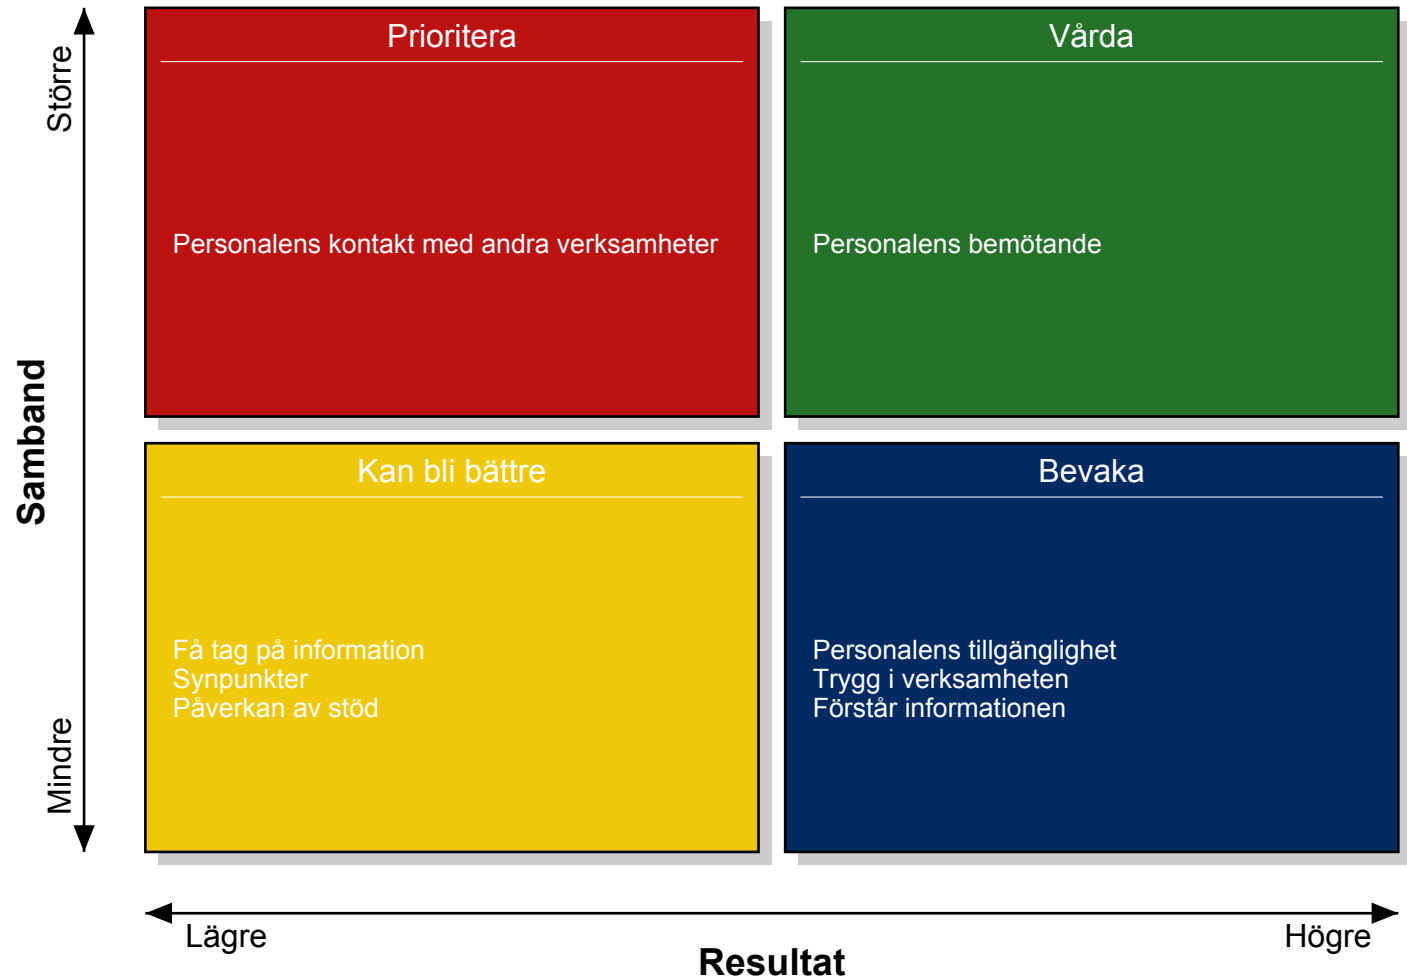 Större
Samband
Mindre
Prioritera
Personalens kontakt med andra verksamheter
Vårda
Personalens bemötande
Kan bli bättre
Få tag på information
Synpunkter
Påverkan av stöd
Bevaka
Personalens tillgänglighet
Trygg i verksamheten
Förstår informationen
Lägre
Resultat
Högre